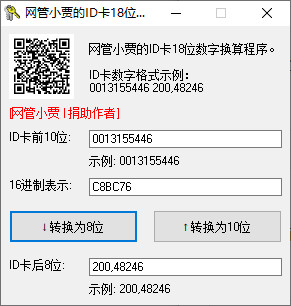 网管小贾的ID卡18位...
网管小贾的ID卡18位数字换算程序。
ID卡数字格式示例：
0013155446 200,48246
[网管小贾 | 捐助作者]
ID卡前10位: 0013155446
示例: 0013155446
16进制表示: C8BC76
↓转换为8位 ↑转换为10位
ID卡后8位: 200,48246
示例: 200,48246